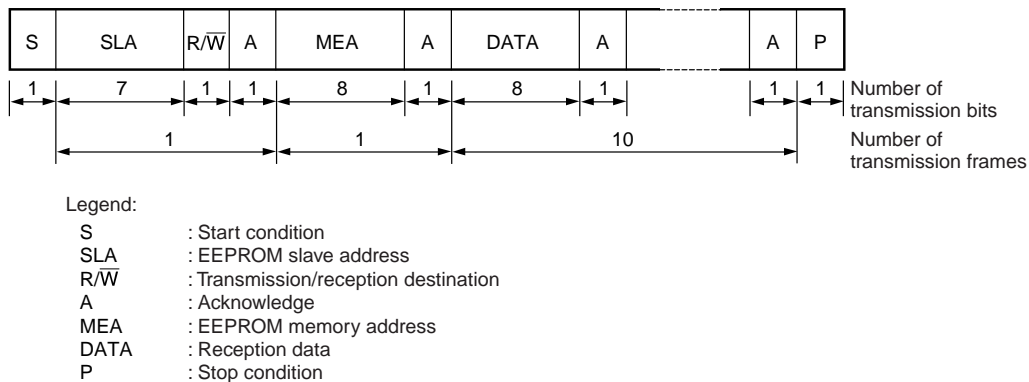 S SLA R/W̅ A MEA A DATA A A P
1 7 1 1 8 1 8 1 1 1 Number of
transmission bits
1 1 10 Number of
transmission frames
Legend:
S : Start condition
SLA : EEPROM slave address
R/W̅ : Transmission/reception destination
A : Acknowledge
MEA : EEPROM memory address
DATA : Reception data
P : Stop condition